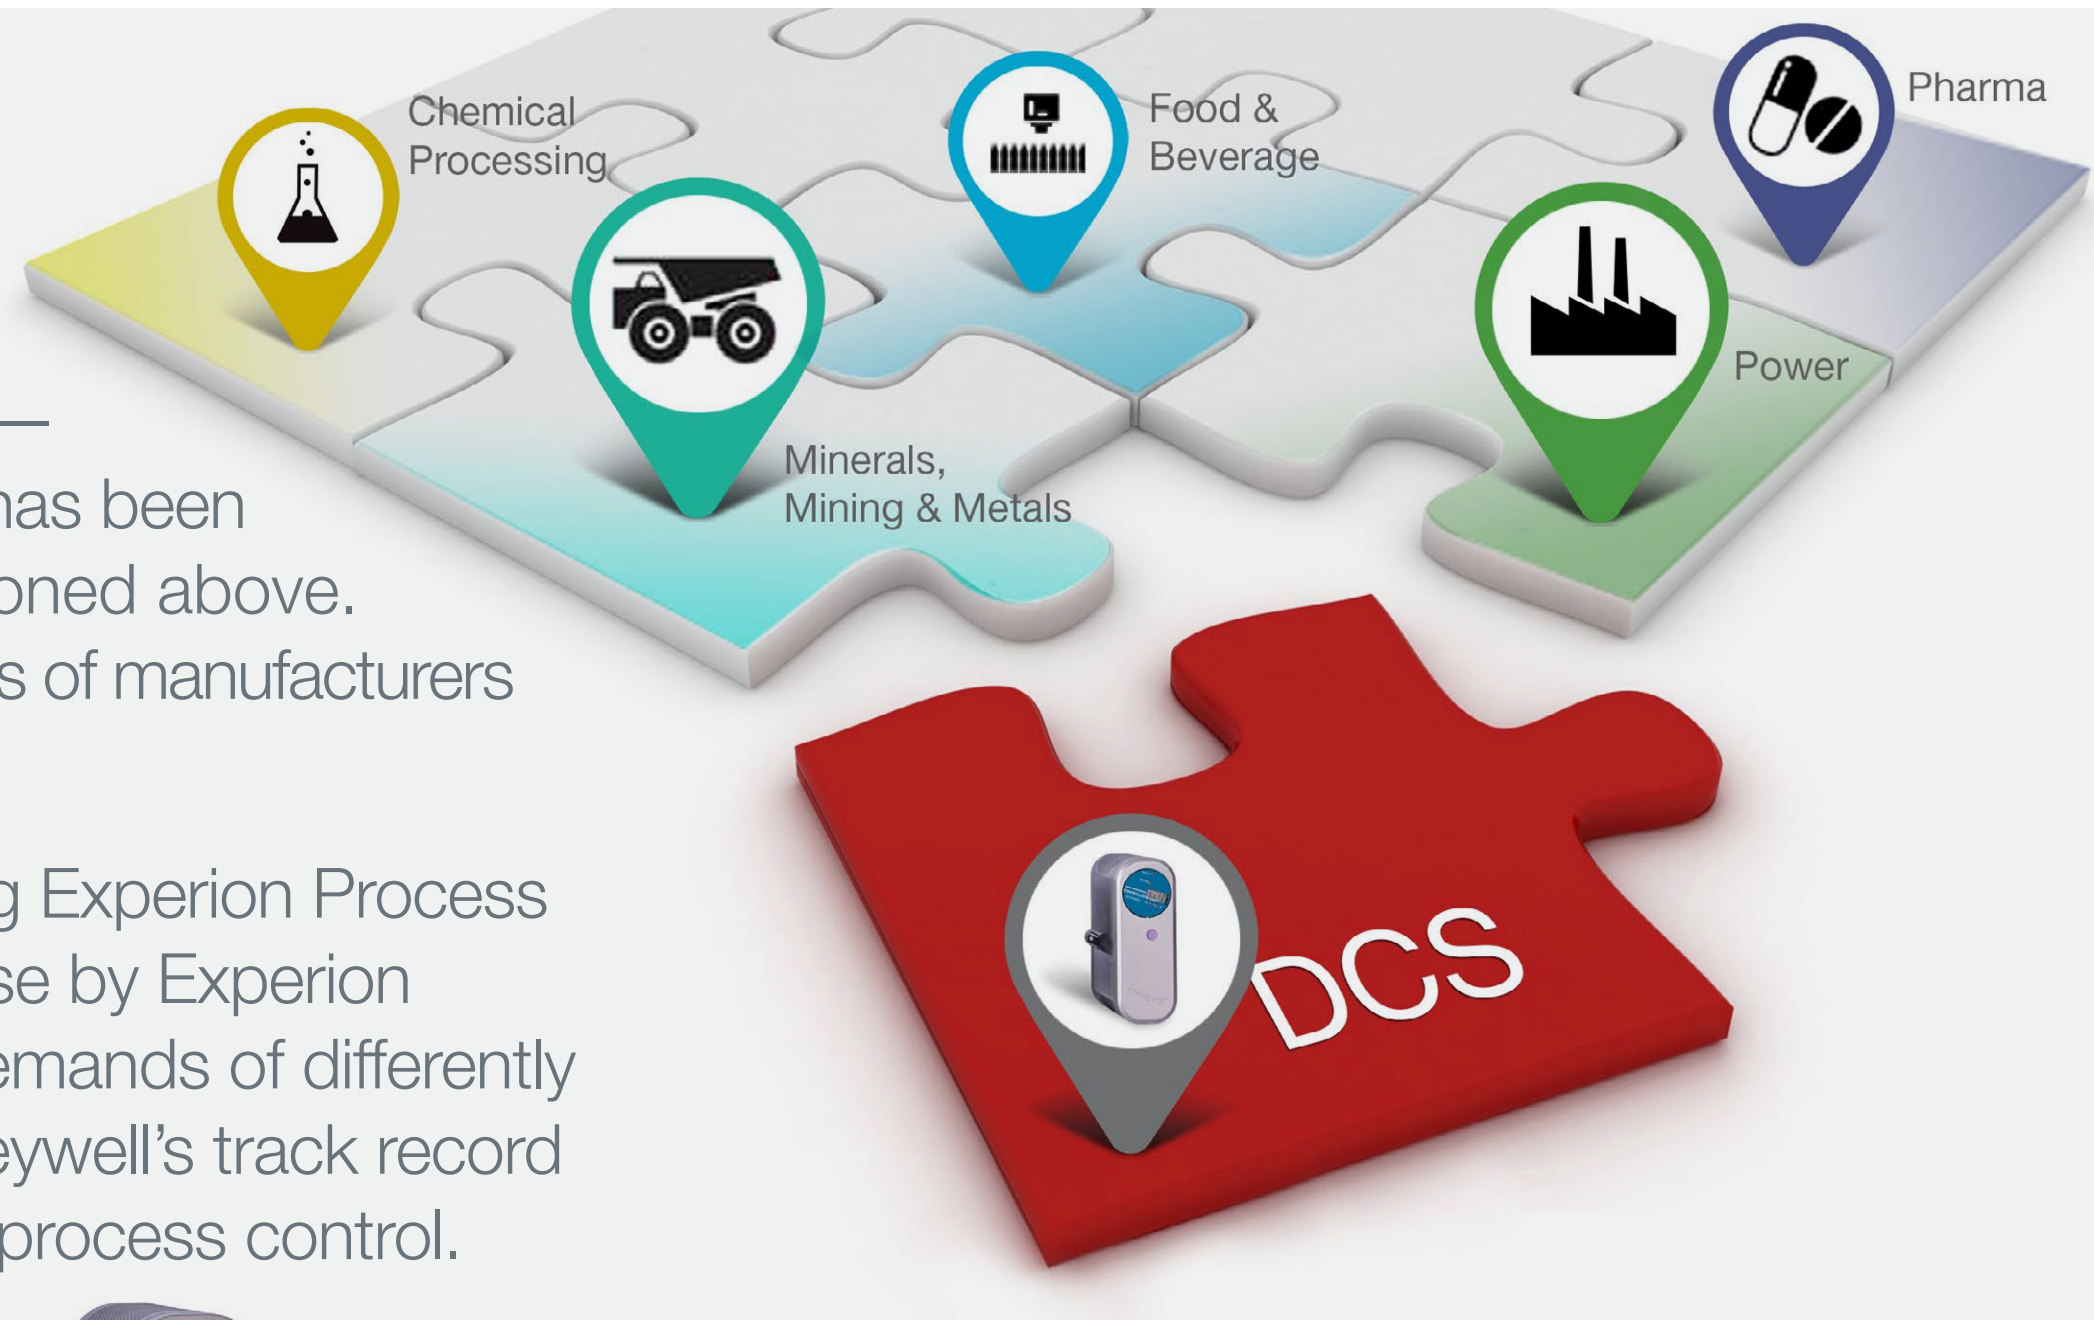 Chemical
Processing
Food &
Beverage
Pharma
Power
Minerals,
Mining & Metals
has been
oned above.
s of manufacturers
g Experion Process
se by Experion
emands of differently
eywell's track record
process control.
DCS